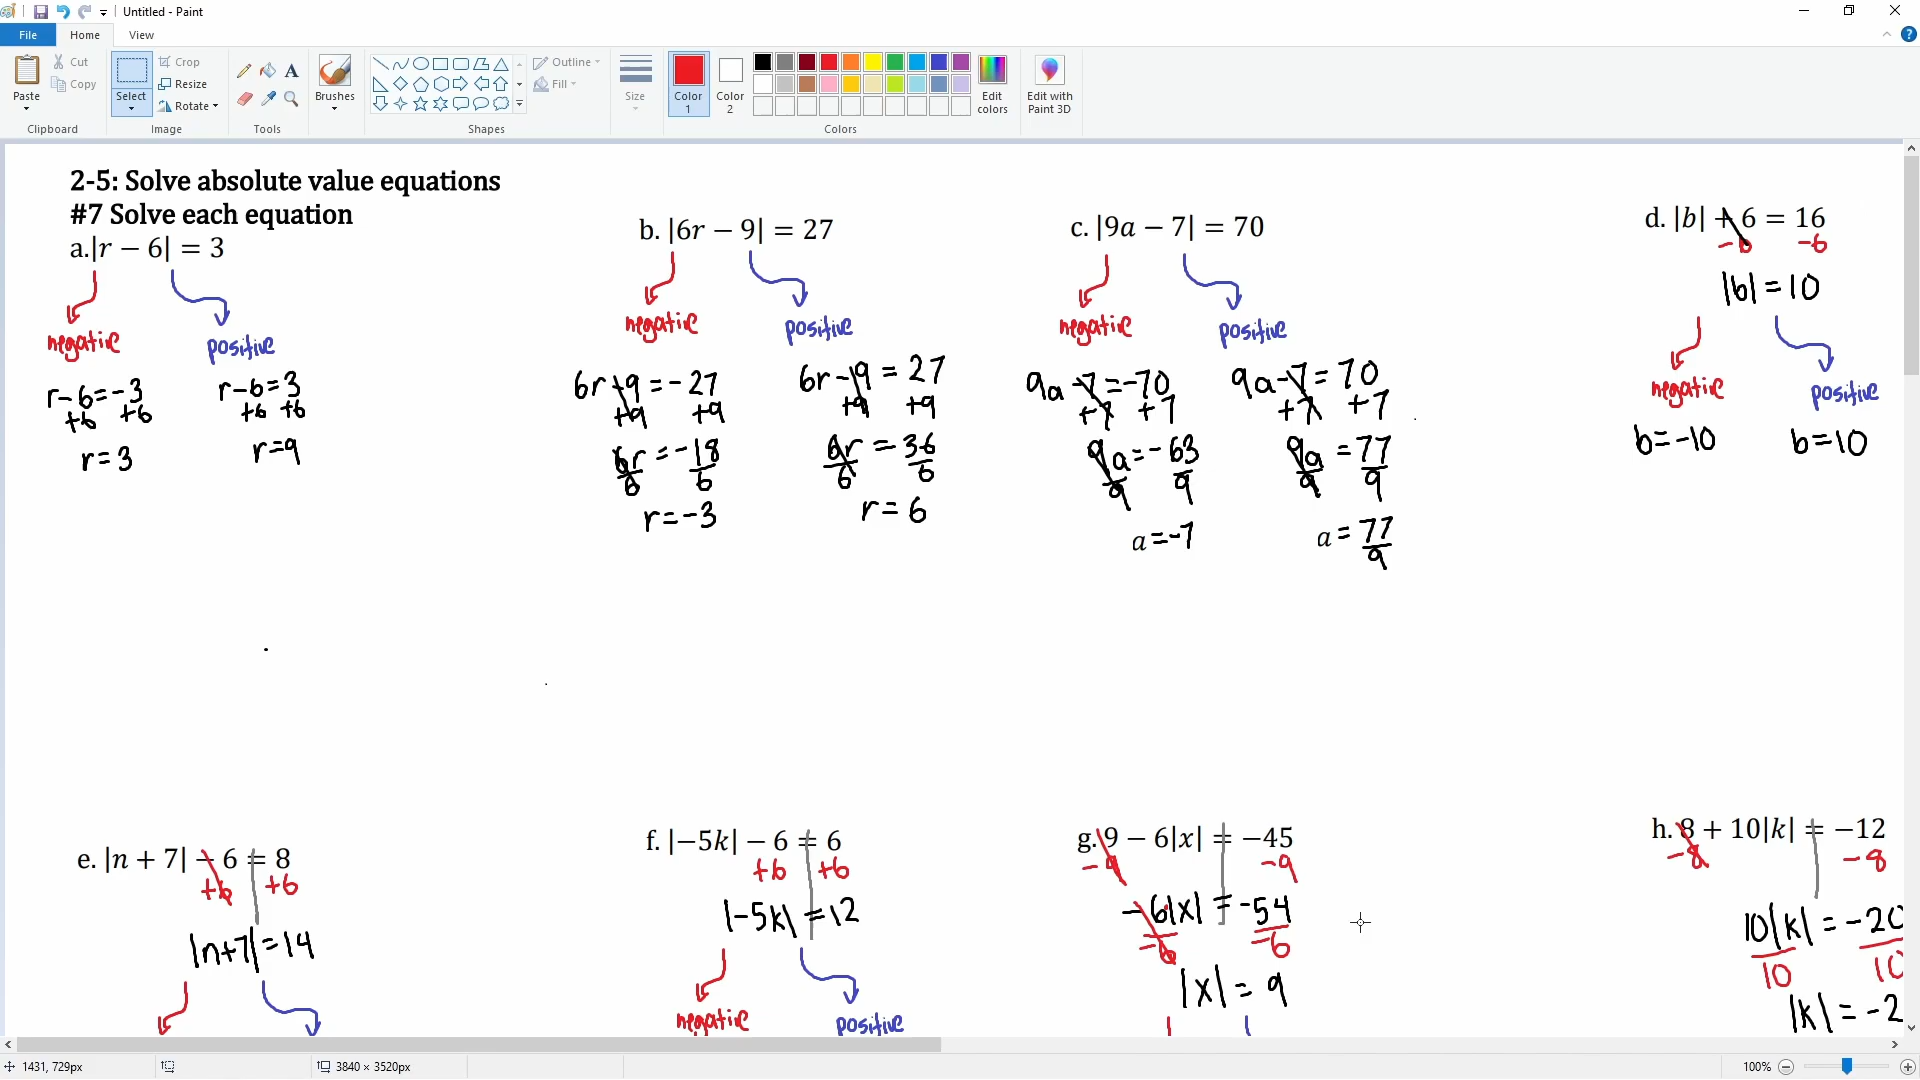 Untitled - Paint
File Home View
Paste
Cut
Copy
Clipboard
Select
Crop
Resize
Rotate
Image
A
Tools
Brushes
Outline
Fill
Shapes
Size
Color 1
Color 2
Edit colors
Colors
Edit with Paint 3D
2-5: Solve absolute value equations
#7 Solve each equation
a.|r − 6| = 3
negative
positive
r-6=-3
+6 +6
r=3
r-6=3
+6 +6
r=9
b. |6r − 9| = 27
negative
positive
6r-9=-27
+9 +9
6r=-18
6 6
r=-3
6r-9=27
+9 +9
6r=36
6 6
r=6
c. |9a − 7| = 70
negative
positive
9a-7=-70
+7 +7
9a=-63
9 9
a=-7
9a-7=70
+7 +7
9a=77
9 9
a=77
9
d. |b| + 6 = 16
-6 -6
|b|=10
negative
positive
b=-10
b=10
e. |n + 7| − 6 = 8
+6 +6
|n+7|=14
f. |−5k| − 6 = 6
+6 +6
|-5k|=12
negative
positive
g. 9 − 6|x| = −45
-9 -9
-6|x|=-54
-6 -6
|x|=9
h. 8 + 10|k| = −12
-8 -8
10|k|=-20
10 10
|k|=-2
1431, 729px
3840 × 3520px
100%